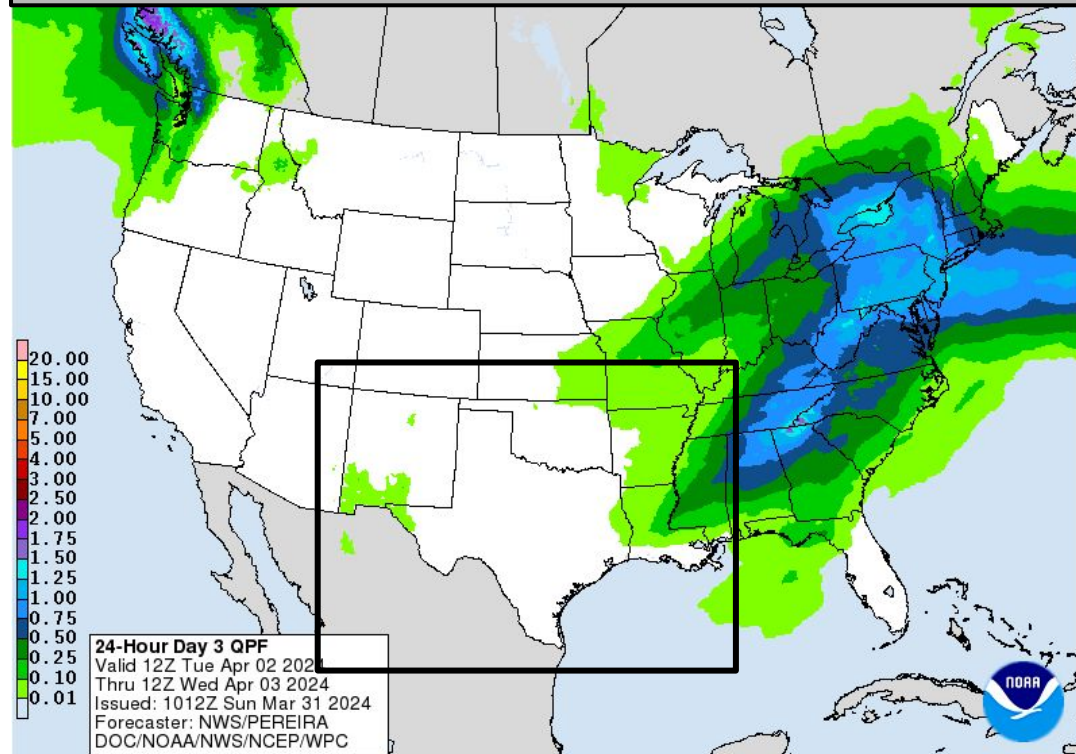 20.00
15.00
10.00
7.00
5.00
4.00
3.00
2.50
2.00
1.75
1.50
1.25
1.00
0.75
0.50
0.25
0.10
0.01
24-Hour Day 3 QPF
Valid 12Z Tue Apr 02 2024
Thru 12Z Wed Apr 03 2024
Issued: 1012Z Sun Mar 31 2024
Forecaster: NWS/PEREIRA
DOC/NOAA/NWS/NCEP/WPC
NOAA